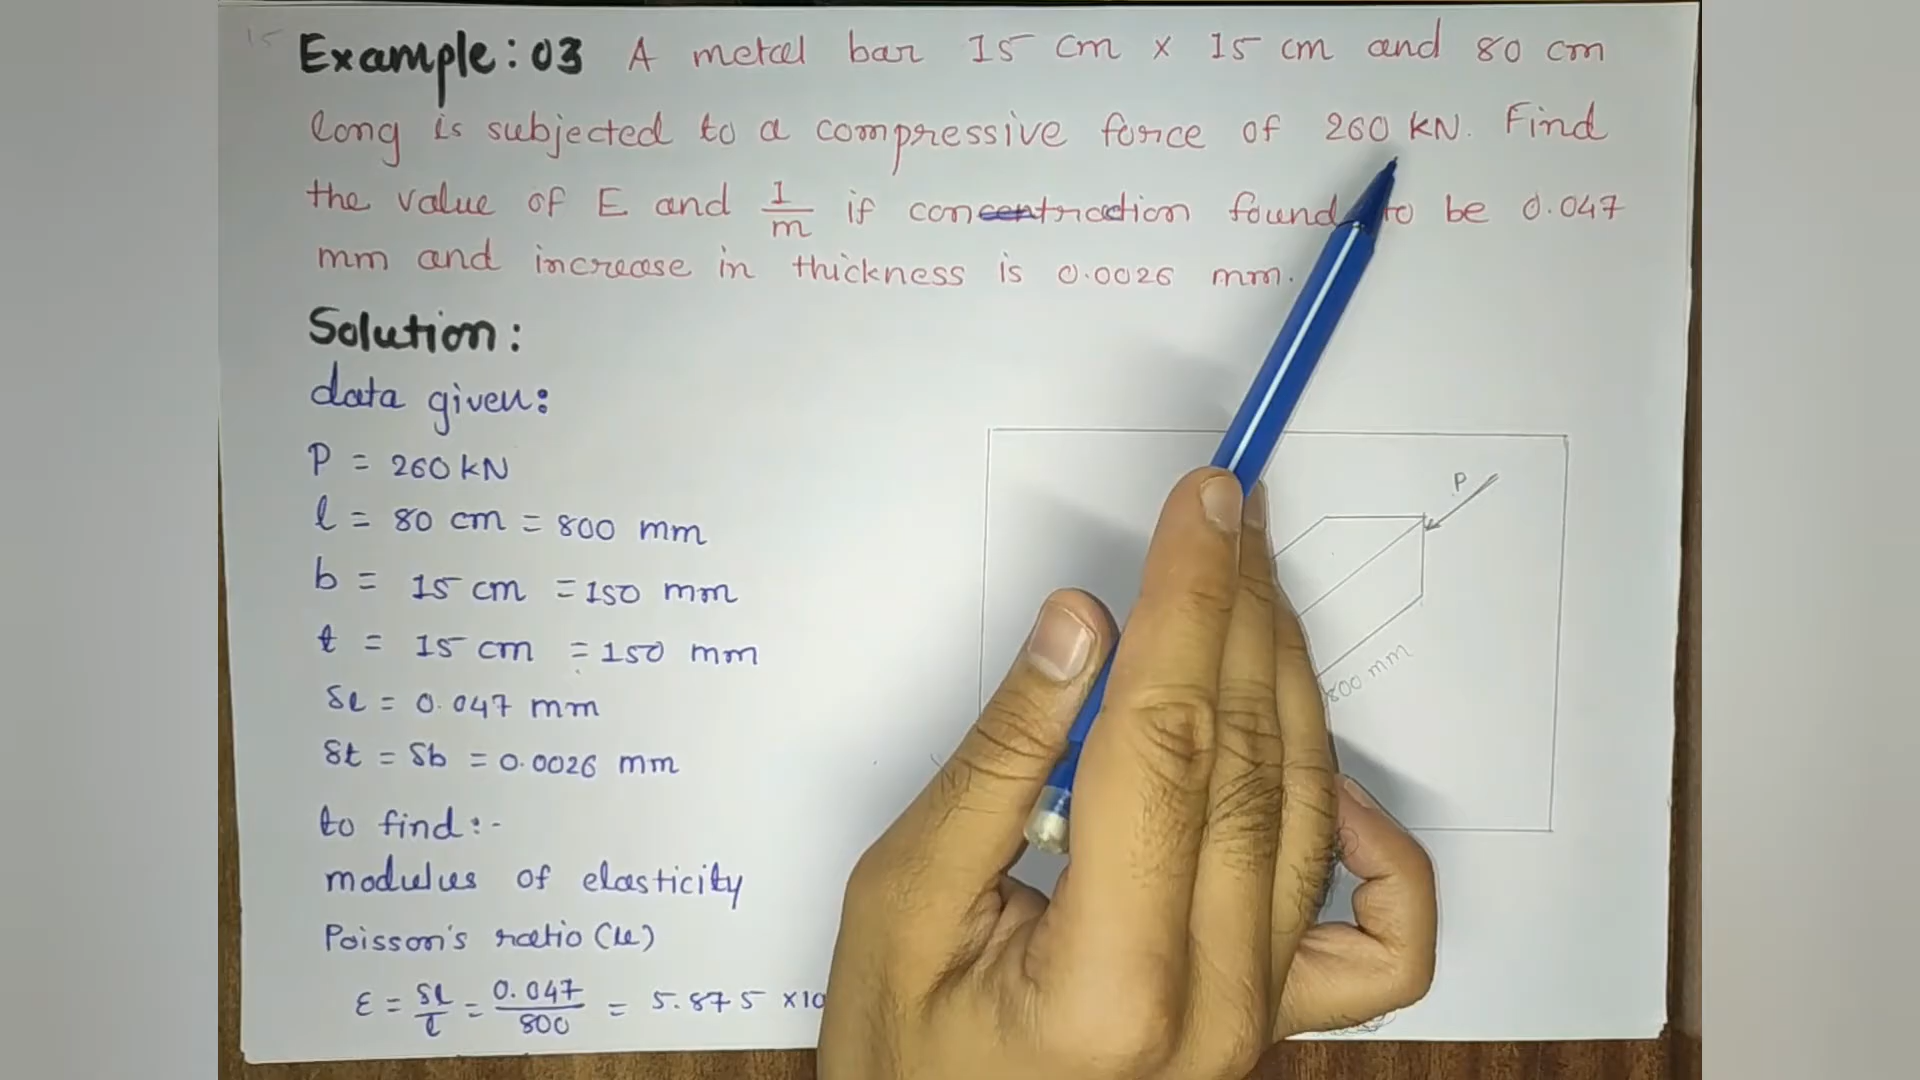 15
Example: 03 A metal bar 15 cm x 15 cm and 80 cm
long is subjected to a compressive force of 260 KN. Find
the value of E and 1/m if contraction found to be 0.047
mm and increase in thickness is 0.0026 mm.
Solution:
data given:
P = 260 KN
l = 80 cm = 800 mm
b = 15 cm = 150 mm
t = 15 cm = 150 mm
δl = 0.047 mm
δt = δb = 0.0026 mm
to find:-
modulus of elasticity
Poisson's ratio (μ)
ε = δl/l = 0.047/800 = 5.875 x10
P
800 mm